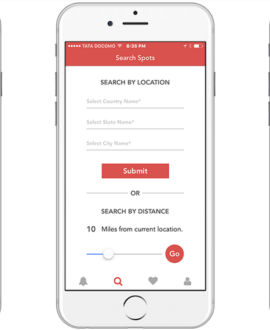 TATA DOCOMO 8:35 PM
Search Spots
SEARCH BY LOCATION
Select Country Name*
Select State Name*
Select City Name*
Submit
OR
SEARCH BY DISTANCE
10 Miles from current location.
Go